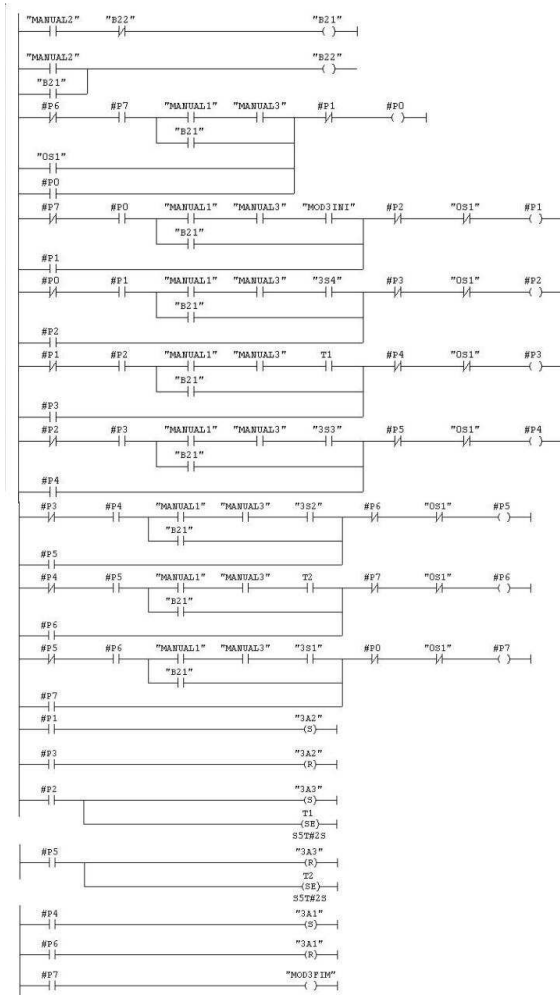 "MANUAL2" "B22" "B21"
"MANUAL2" "B22"
"B21"
#P6 #P7 "MANUAL1" "MANUAL3" #P1 #P0
"B21"
"OS1"
#P0
#P7 #P0 "MANUAL1" "MANUAL3" "MOD3INI" #P2 "OS1" #P1
"B21"
#P1
#P0 #P1 "MANUAL1" "MANUAL3" "3S4" #P3 "OS1" #P2
"B21"
#P2
#P1 #P2 "MANUAL1" "MANUAL3" T1 #P4 "OS1" #P3
"B21"
#P3
#P2 #P3 "MANUAL1" "MANUAL3" "3S3" #P5 "OS1" #P4
"B21"
#P4
#P3 #P4 "MANUAL1" "MANUAL3" "3S2" #P6 "OS1" #P5
"B21"
#P5
#P4 #P5 "MANUAL1" "MANUAL3" T2 #P7 "OS1" #P6
"B21"
#P6
#P5 #P6 "MANUAL1" "MANUAL3" "3S1" #P0 "OS1" #P7
"B21"
#P7
#P1 "3A2"
(S)
#P3 "3A2"
(R)
#P2 "3A3"
(S)
T1
(SE)
S5T#2S
#P5 "3A3"
(R)
T2
(SE)
S5T#2S
#P4 "3A1"
(S)
#P6 "3A1"
(R)
#P7 "MOD3FIM"